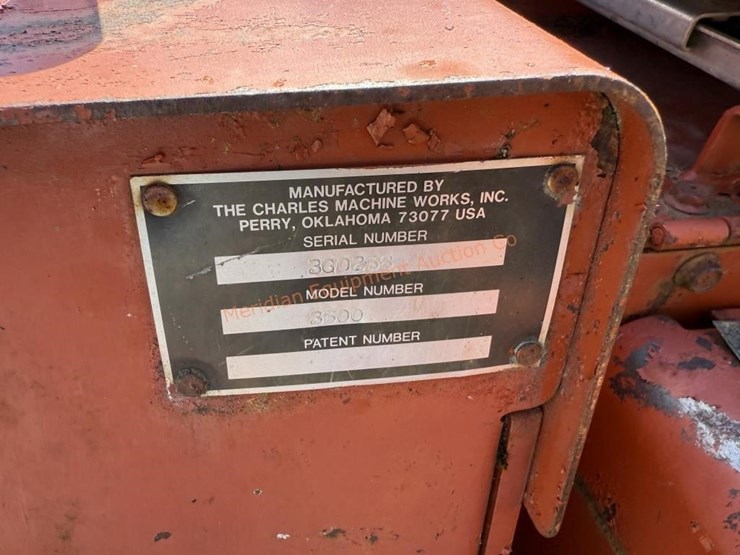 MANUFACTURED BY
THE CHARLES MACHINE WORKS, INC.
PERRY, OKLAHOMA 73077 USA
SERIAL NUMBER
Meridian Equipment Auction Co
MODEL NUMBER
3500
PATENT NUMBER